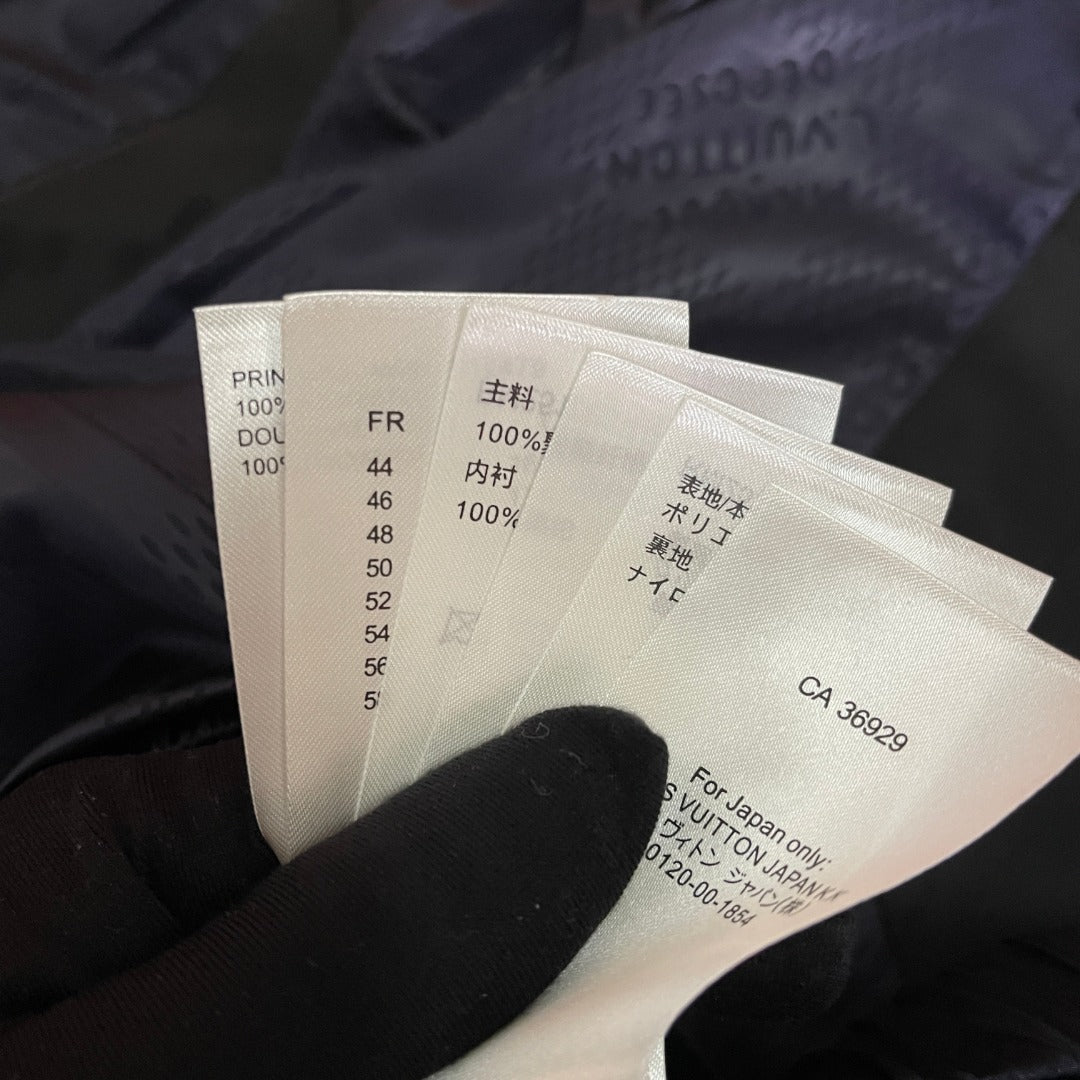 PRIN
100%
DOU
100%
FR
44
46
48
50
52
54
56
主料
100%
内衬
100%
表地/本
ポリエ
裏地
ナイロ
CA 36929
For Japan only:
S VUITTON JAPAN K.K
ヴィトン ジャパン(株)
0120-00-1854
L.VUITTON